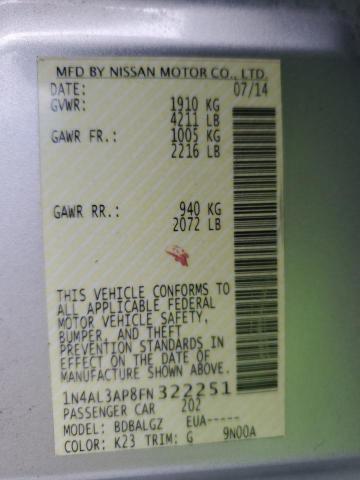 MFD BY NISSAN MOTOR CO., LTD.
DATE: 07/14
GVWR: 1910 KG
4211 LB
GAWR FR.: 1005 KG
2216 LB
GAWR RR.: 940 KG
2072 LB
THIS VEHICLE CONFORMS TO
ALL APPLICABLE FEDERAL
MOTOR VEHICLE SAFETY,
BUMPER, AND THEFT
PREVENTION STANDARDS IN
EFFECT ON THE DATE OF
MANUFACTURE SHOWN ABOVE.
1N4AL3AP8FN322251
PASSENGER CAR 202
MODEL: BDBALGZ EUA-----
COLOR: K23 TRIM: G 9N00A